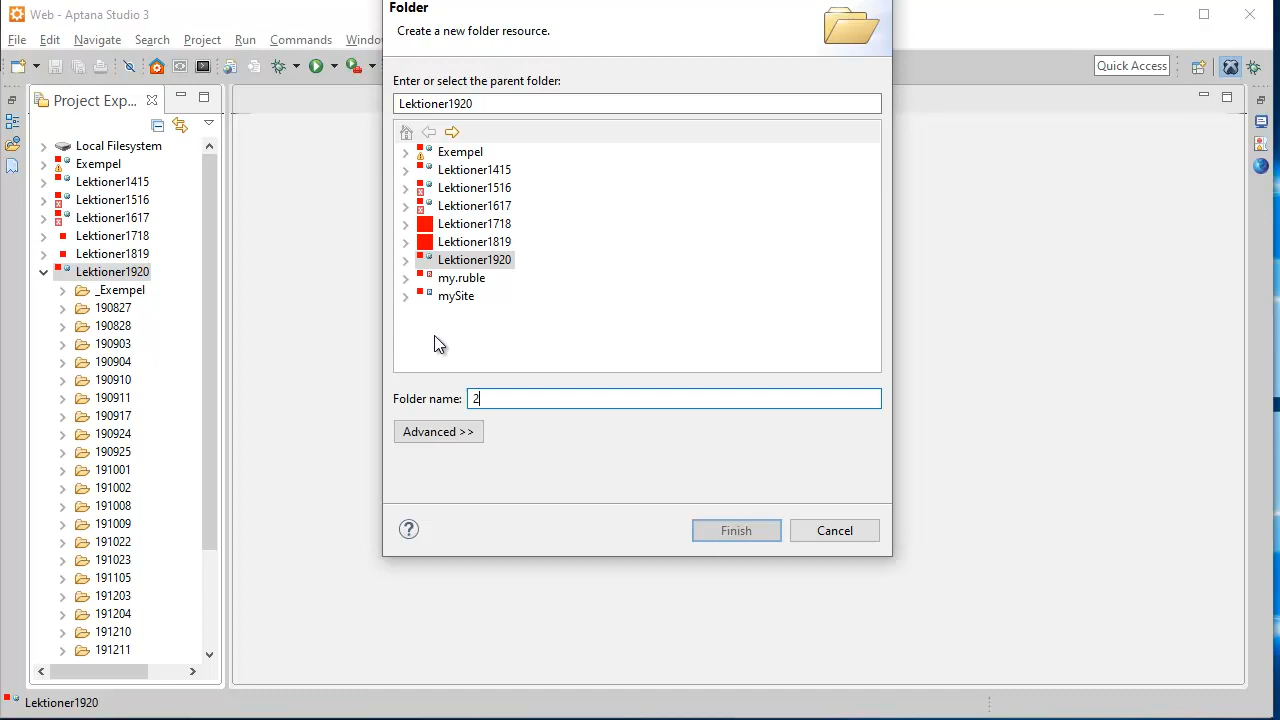 Web - Aptana Studio 3
File Edit Navigate Search Project Run Commands Window
Quick Access
Project Exp...
Local Filesystem
Exempel
Lektioner1415
Lektioner1516
Lektioner1617
Lektioner1718
Lektioner1819
Lektioner1920
_Exempel
190827
190828
190903
190904
190910
190911
190917
190924
190925
191001
191002
191008
191009
191022
191023
191105
191203
191204
191210
191211
Folder
Create a new folder resource.
Enter or select the parent folder:
Lektioner1920
Exempel
Lektioner1415
Lektioner1516
Lektioner1617
Lektioner1718
Lektioner1819
Lektioner1920
my.ruble
mySite
Folder name: 2
Advanced >>
Finish Cancel
Lektioner1920